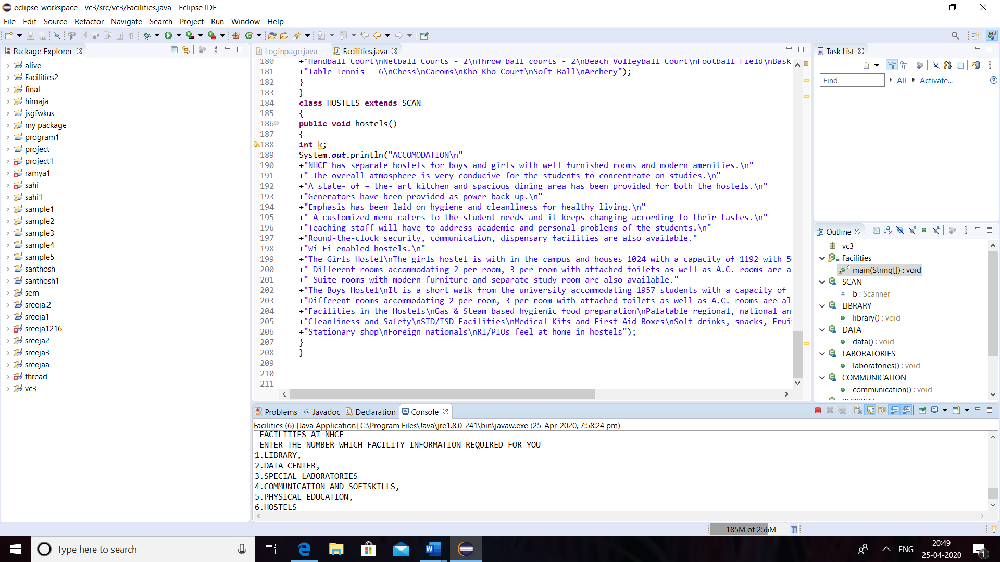 eclipse-workspace - vc3/src/vc3/Facilities.java - Eclipse IDE
File Edit Source Refactor Navigate Search Project Run Window Help
Package Explorer
alive
Facilities2
final
himaja
jsgfwkus
my package
program1
project
project1
ramya1
sahi
sahi1
sample1
sample2
sample3
sample4
sample5
santhosh
santhosh1
sem
sreeja.2
sreeja1
sreeja1216
sreeja2
sreeja3
sreejaa
thread
vc3
Loginpage.java Facilities.java
180 +"Handball Court\nNetball Courts - 2\nThrow ball courts - 2\nBeach Volleyball Court\nFootball Field\nBask
181 +"Table Tennis - 6\nChess\nCaroms\nKho Kho Court\nSoft Ball\nArchery");
182 }
183 }
184 class HOSTELS extends SCAN
185 {
186 public void hostels()
187 {
188 int k;
189 System.out.println("ACCOMODATION\n"
190 +"NHCE has separate hostels for boys and girls with well furnished rooms and modern amenities.\n"
191 +" The overall atmosphere is very conducive for the students to concentrate on studies.\n"
192 +"A state- of – the- art kitchen and spacious dining area has been provided for both the hostels.\n"
193 +"Generators have been provided as power back up.\n"
194 +"Emphasis has been laid on hygiene and cleanliness for healthy living.\n"
195 +" A customized menu caters to the student needs and it keeps changing according to their tastes.\n"
196 +"Teaching staff will have to address academic and personal problems of the students.\n"
197 +"Round-the-clock security, communication, dispensary facilities are also available."
198 +"Wi-Fi enabled hostels.\n"
199 +"The Girls Hostel\nThe girls hostel is with in the campus and houses 1024 with a capacity of 1192 with
200 +" Different rooms accommodating 2 per room, 3 per room with attached toilets as well as A.C. rooms are a
201 +" Suite rooms with modern furniture and separate study room are also available."
202 +"The Boys Hostel\nIt is a short walk from the university accommodating 1957 students with a capacity of
203 +"Different rooms accommodating 2 per room, 3 per room with attached toilets as well as A.C. rooms are al
204 +"Facilities in the Hostels\nGas & Steam based hygienic food preparation\nPalatable regional, national an
205 +"Cleanliness and Safety\nSTD/ISD Facilities\nMedical Kits and First Aid Boxes\nSoft drinks, snacks, Frui
206 +"Stationary shop\nForeign nationals\nRI/PIOs feel at home in hostels");
207 }
208 }
209
210
211
Task List
Find All Activate...
Outline
vc3
Facilities
main(String[]) : void
SCAN
b : Scanner
LIBRARY
library() : void
DATA
data() : void
LABORATORIES
laboratories() : void
COMMUNICATION
communication() : void
Problems Javadoc Declaration Console
Facilities (6) [Java Application] C:\Program Files\Java\jre1.8.0_241\bin\javaw.exe (25-Apr-2020, 7:58:24 pm)
FACILITIES AT NHCE
ENTER THE NUMBER WHICH FACILITY INFORMATION REQUIRED FOR YOU
1.LIBRARY,
2.DATA CENTER,
3.SPECIAL LABORATORIES
4.COMMUNICATION AND SOFTSKILLS,
5.PHYSICAL EDUCATION,
6.HOSTELS
185M of 256M
Type here to search
ENG
20:49
25-04-2020
1